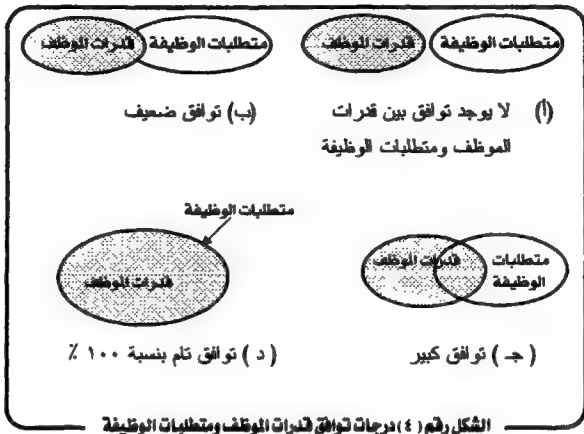 متطلبات الوظيفة قدرات الموظف
متطلبات الوظيفة قدرات الموظف
(أ) لا يوجد توافق بين قدرات
الموظف ومتطلبات الوظيفة
(ب) توافق ضعيف
متطلبات
الوظيفة
قدرات الموظف
(جـ) توافق كبير
متطلبات الوظيفة
قدرات الموظف
(د) توافق تام بنسبة ١٠٠ ٪
الشكل رقم (٤) درجات توافق قدرات الموظف ومتطلبات الوظيفة